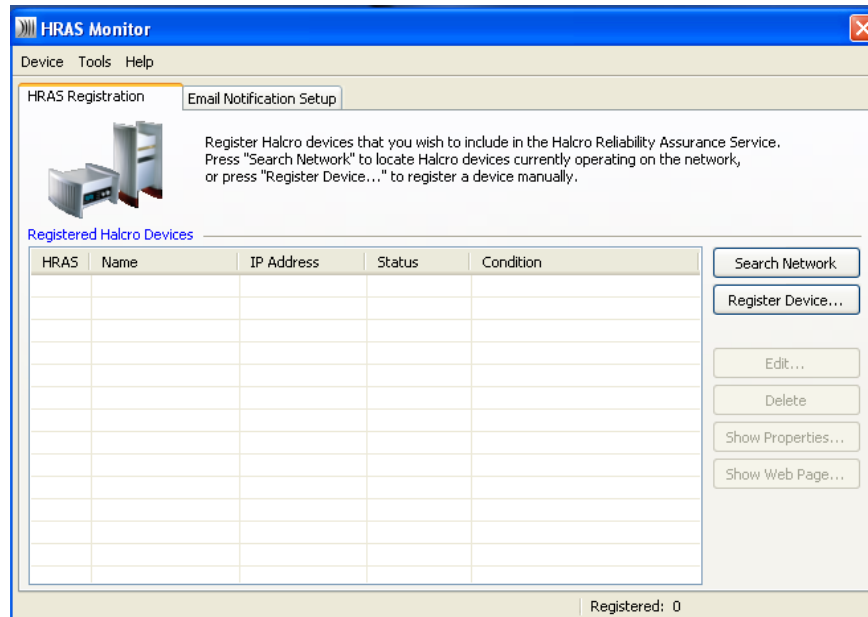 HRAS Monitor
Device Tools Help
HRAS Registration
Email Notification Setup
Register Halcro devices that you wish to include in the Halcro Reliability Assurance Service.
Press "Search Network" to locate Halcro devices currently operating on the network,
or press "Register Device..." to register a device manually.
Registered Halcro Devices
HRAS Name IP Address Status Condition
Search Network
Register Device...
Edit...
Delete
Show Properties...
Show Web Page...
Registered: 0